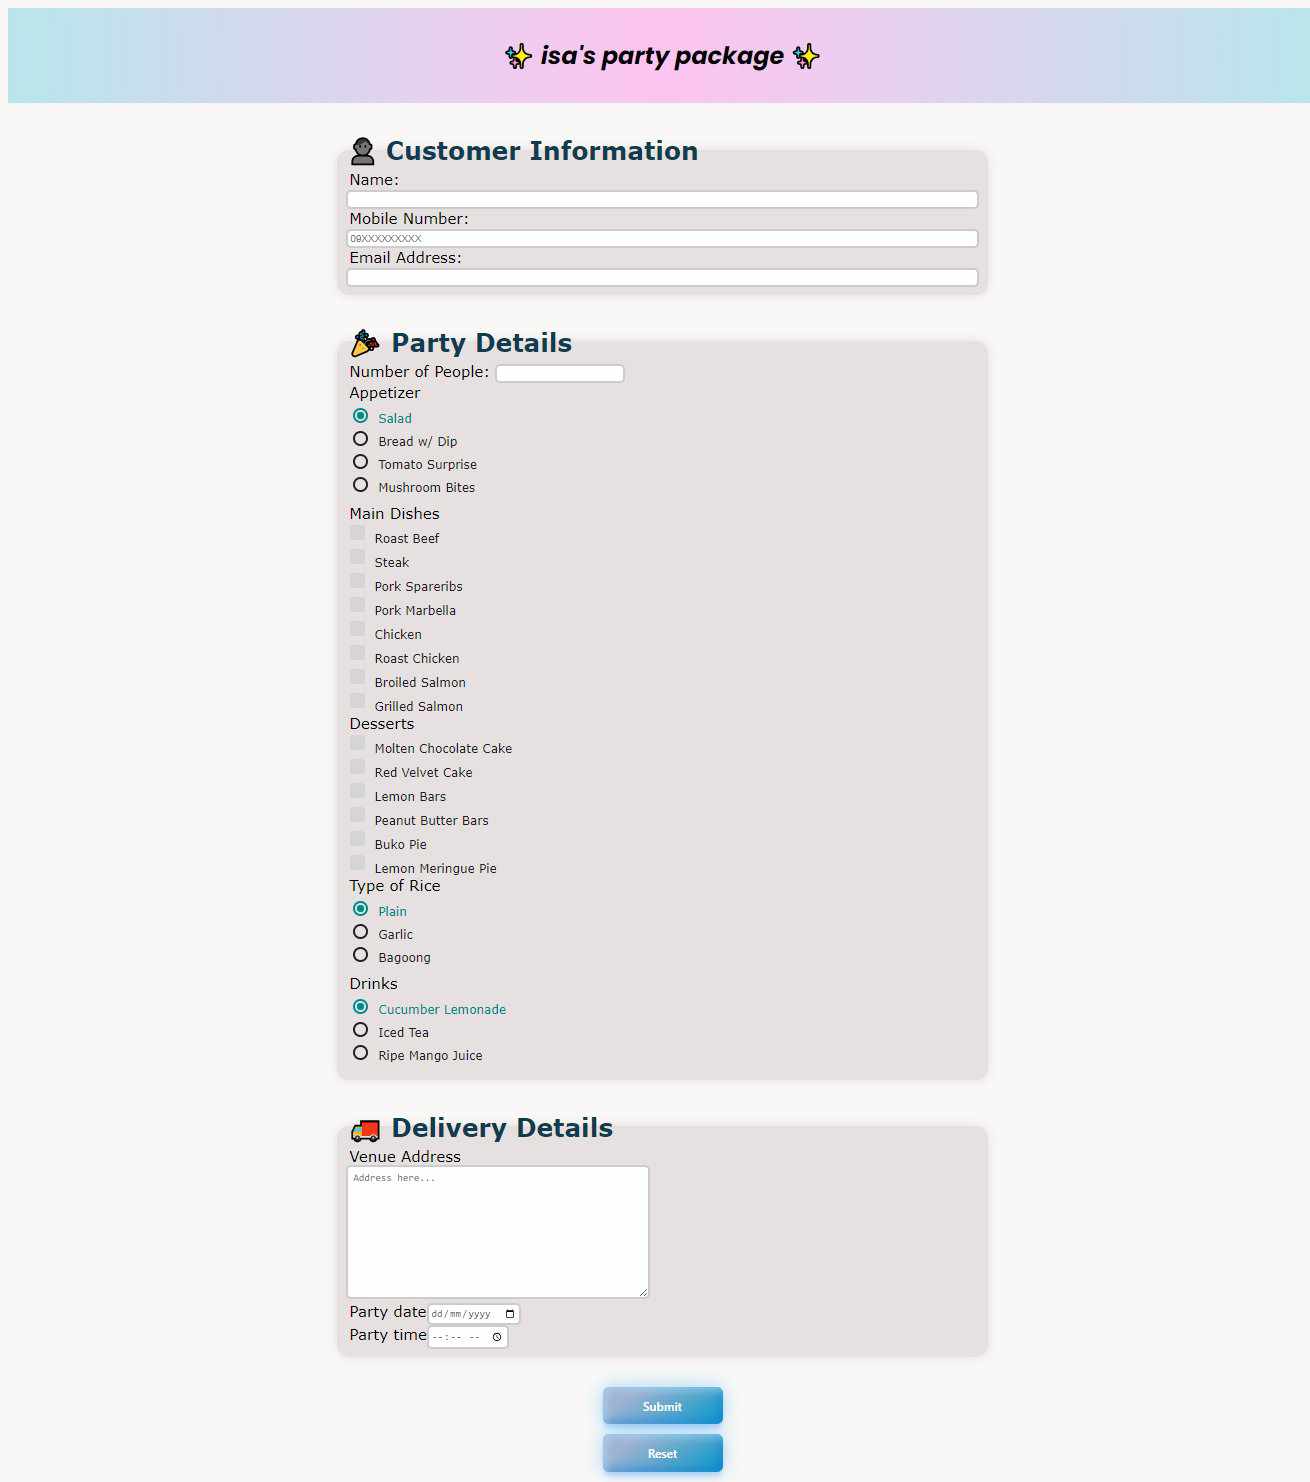 isa's party package
Customer Information
Name:
Mobile Number:
09XXXXXXXXX
Email Address:
Party Details
Number of People:
Appetizer
Salad
Bread w/ Dip
Tomato Surprise
Mushroom Bites
Main Dishes
Roast Beef
Steak
Pork Spareribs
Pork Marbella
Chicken
Roast Chicken
Broiled Salmon
Grilled Salmon
Desserts
Molten Chocolate Cake
Red Velvet Cake
Lemon Bars
Peanut Butter Bars
Buko Pie
Lemon Meringue Pie
Type of Rice
Plain
Garlic
Bagoong
Drinks
Cucumber Lemonade
Iced Tea
Ripe Mango Juice
Delivery Details
Venue Address
Address here...
Party date dd/mm/yyyy
Party time --:-- --
Submit
Reset